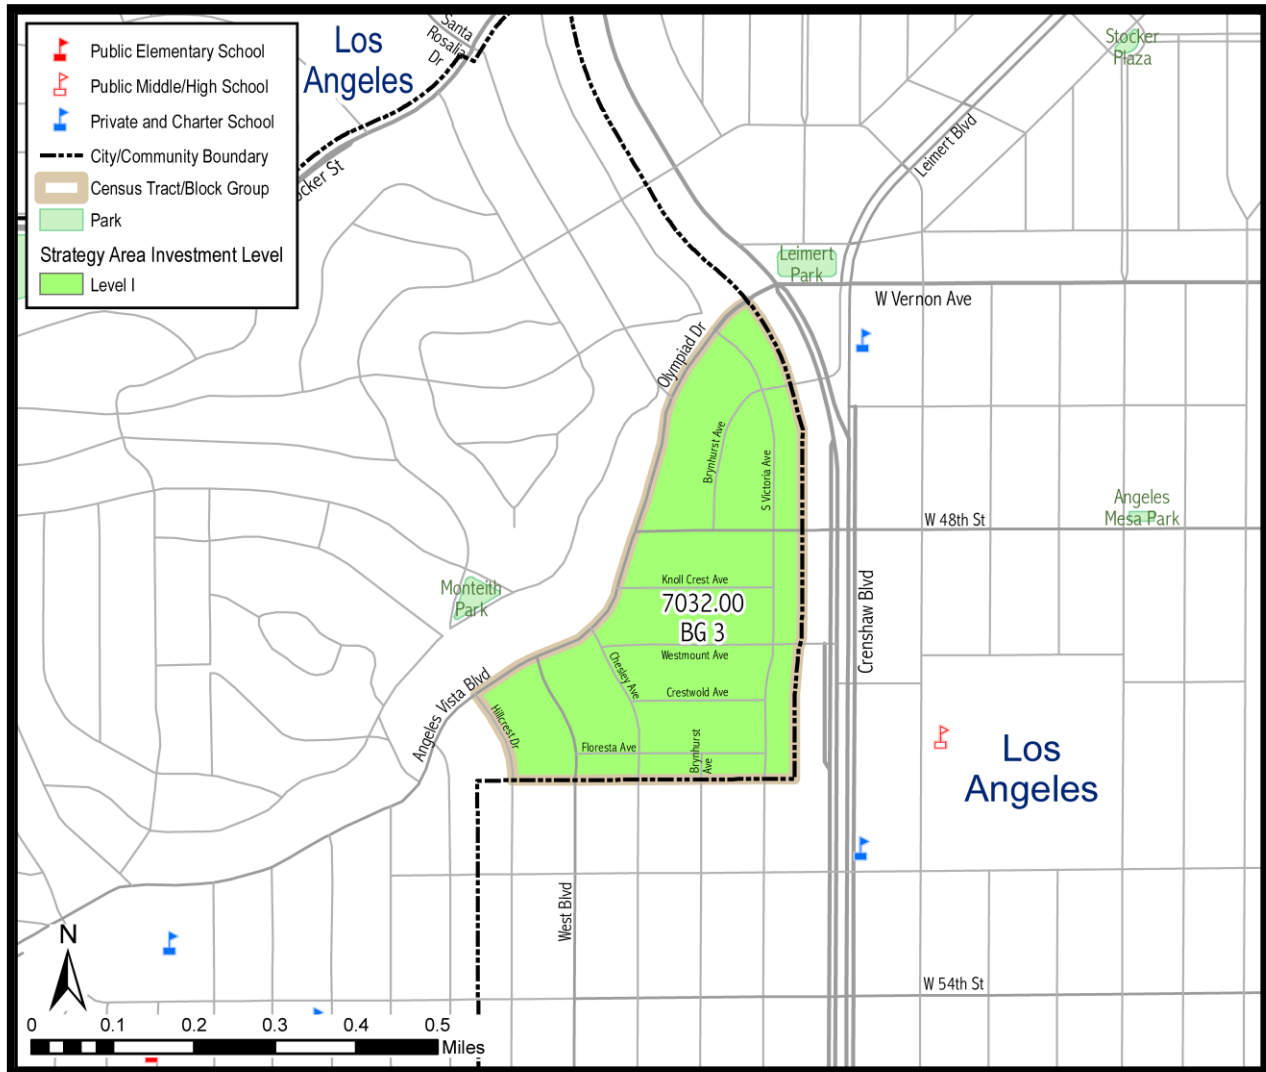 Public Elementary School
Public Middle/High School
Private and Charter School
City/Community Boundary
Census Tract/Block Group
Park
Strategy Area Investment Level
Level I
Los
Angeles
Santa
Rosalia
Dr
ocker St
Stocker
Plaza
Leimert Blvd
Leimert
Park
W Vernon Ave
Olympiad Dr
Brynhurst Ave
S Victoria Ave
Angeles
Mesa Park
W 48th St
Crenshaw Blvd
Knoll Crest Ave
7032.00
BG 3
Monteith
Park
Westmount Ave
Chesley Ave
Crestwold Ave
Angeles Vista Blvd
Hillcrest Dr
Floresta Ave
Brynhurst
Ave
Los
Angeles
West Blvd
W 54th St
N
0 0.1 0.2 0.3 0.4 0.5
Miles